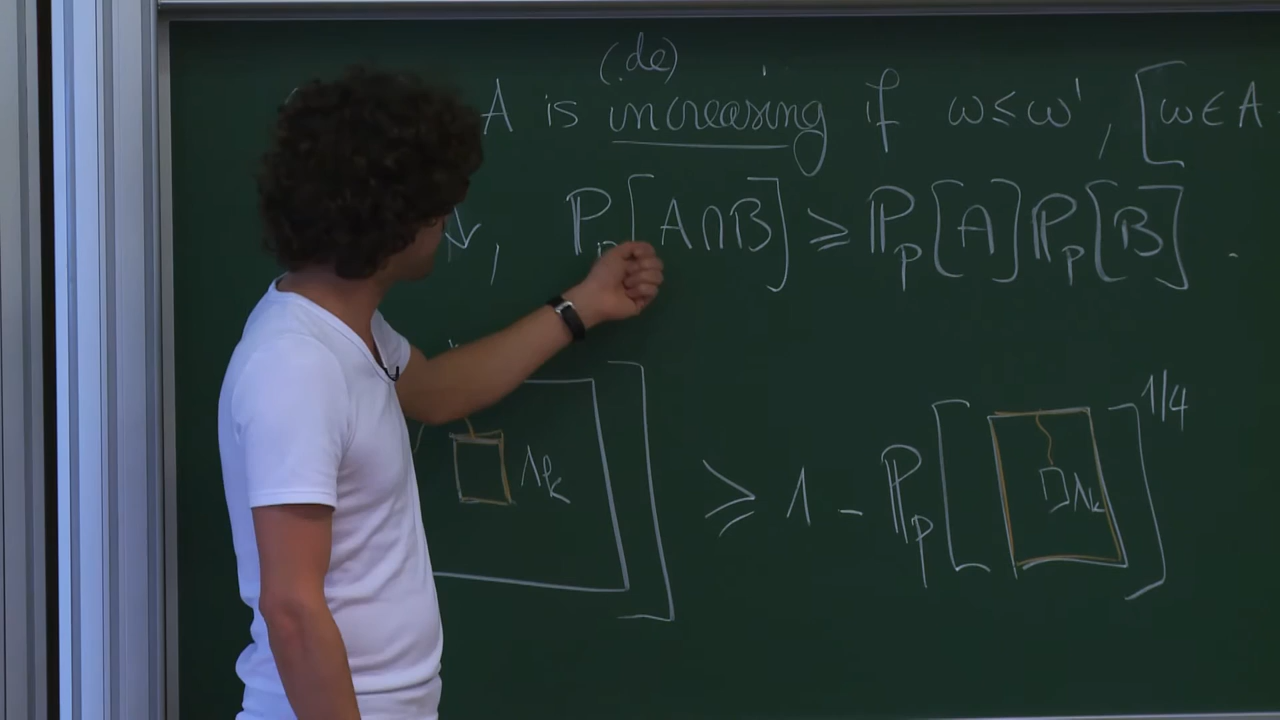 (de)
A is increasing if ω ≤ ω', [ω ∈ A
, P_p[A∩B] ≥ P_p[A] P_p[B] .
Λ_k ] ≥ 1 - P_p[ Λ_k ]^1/4